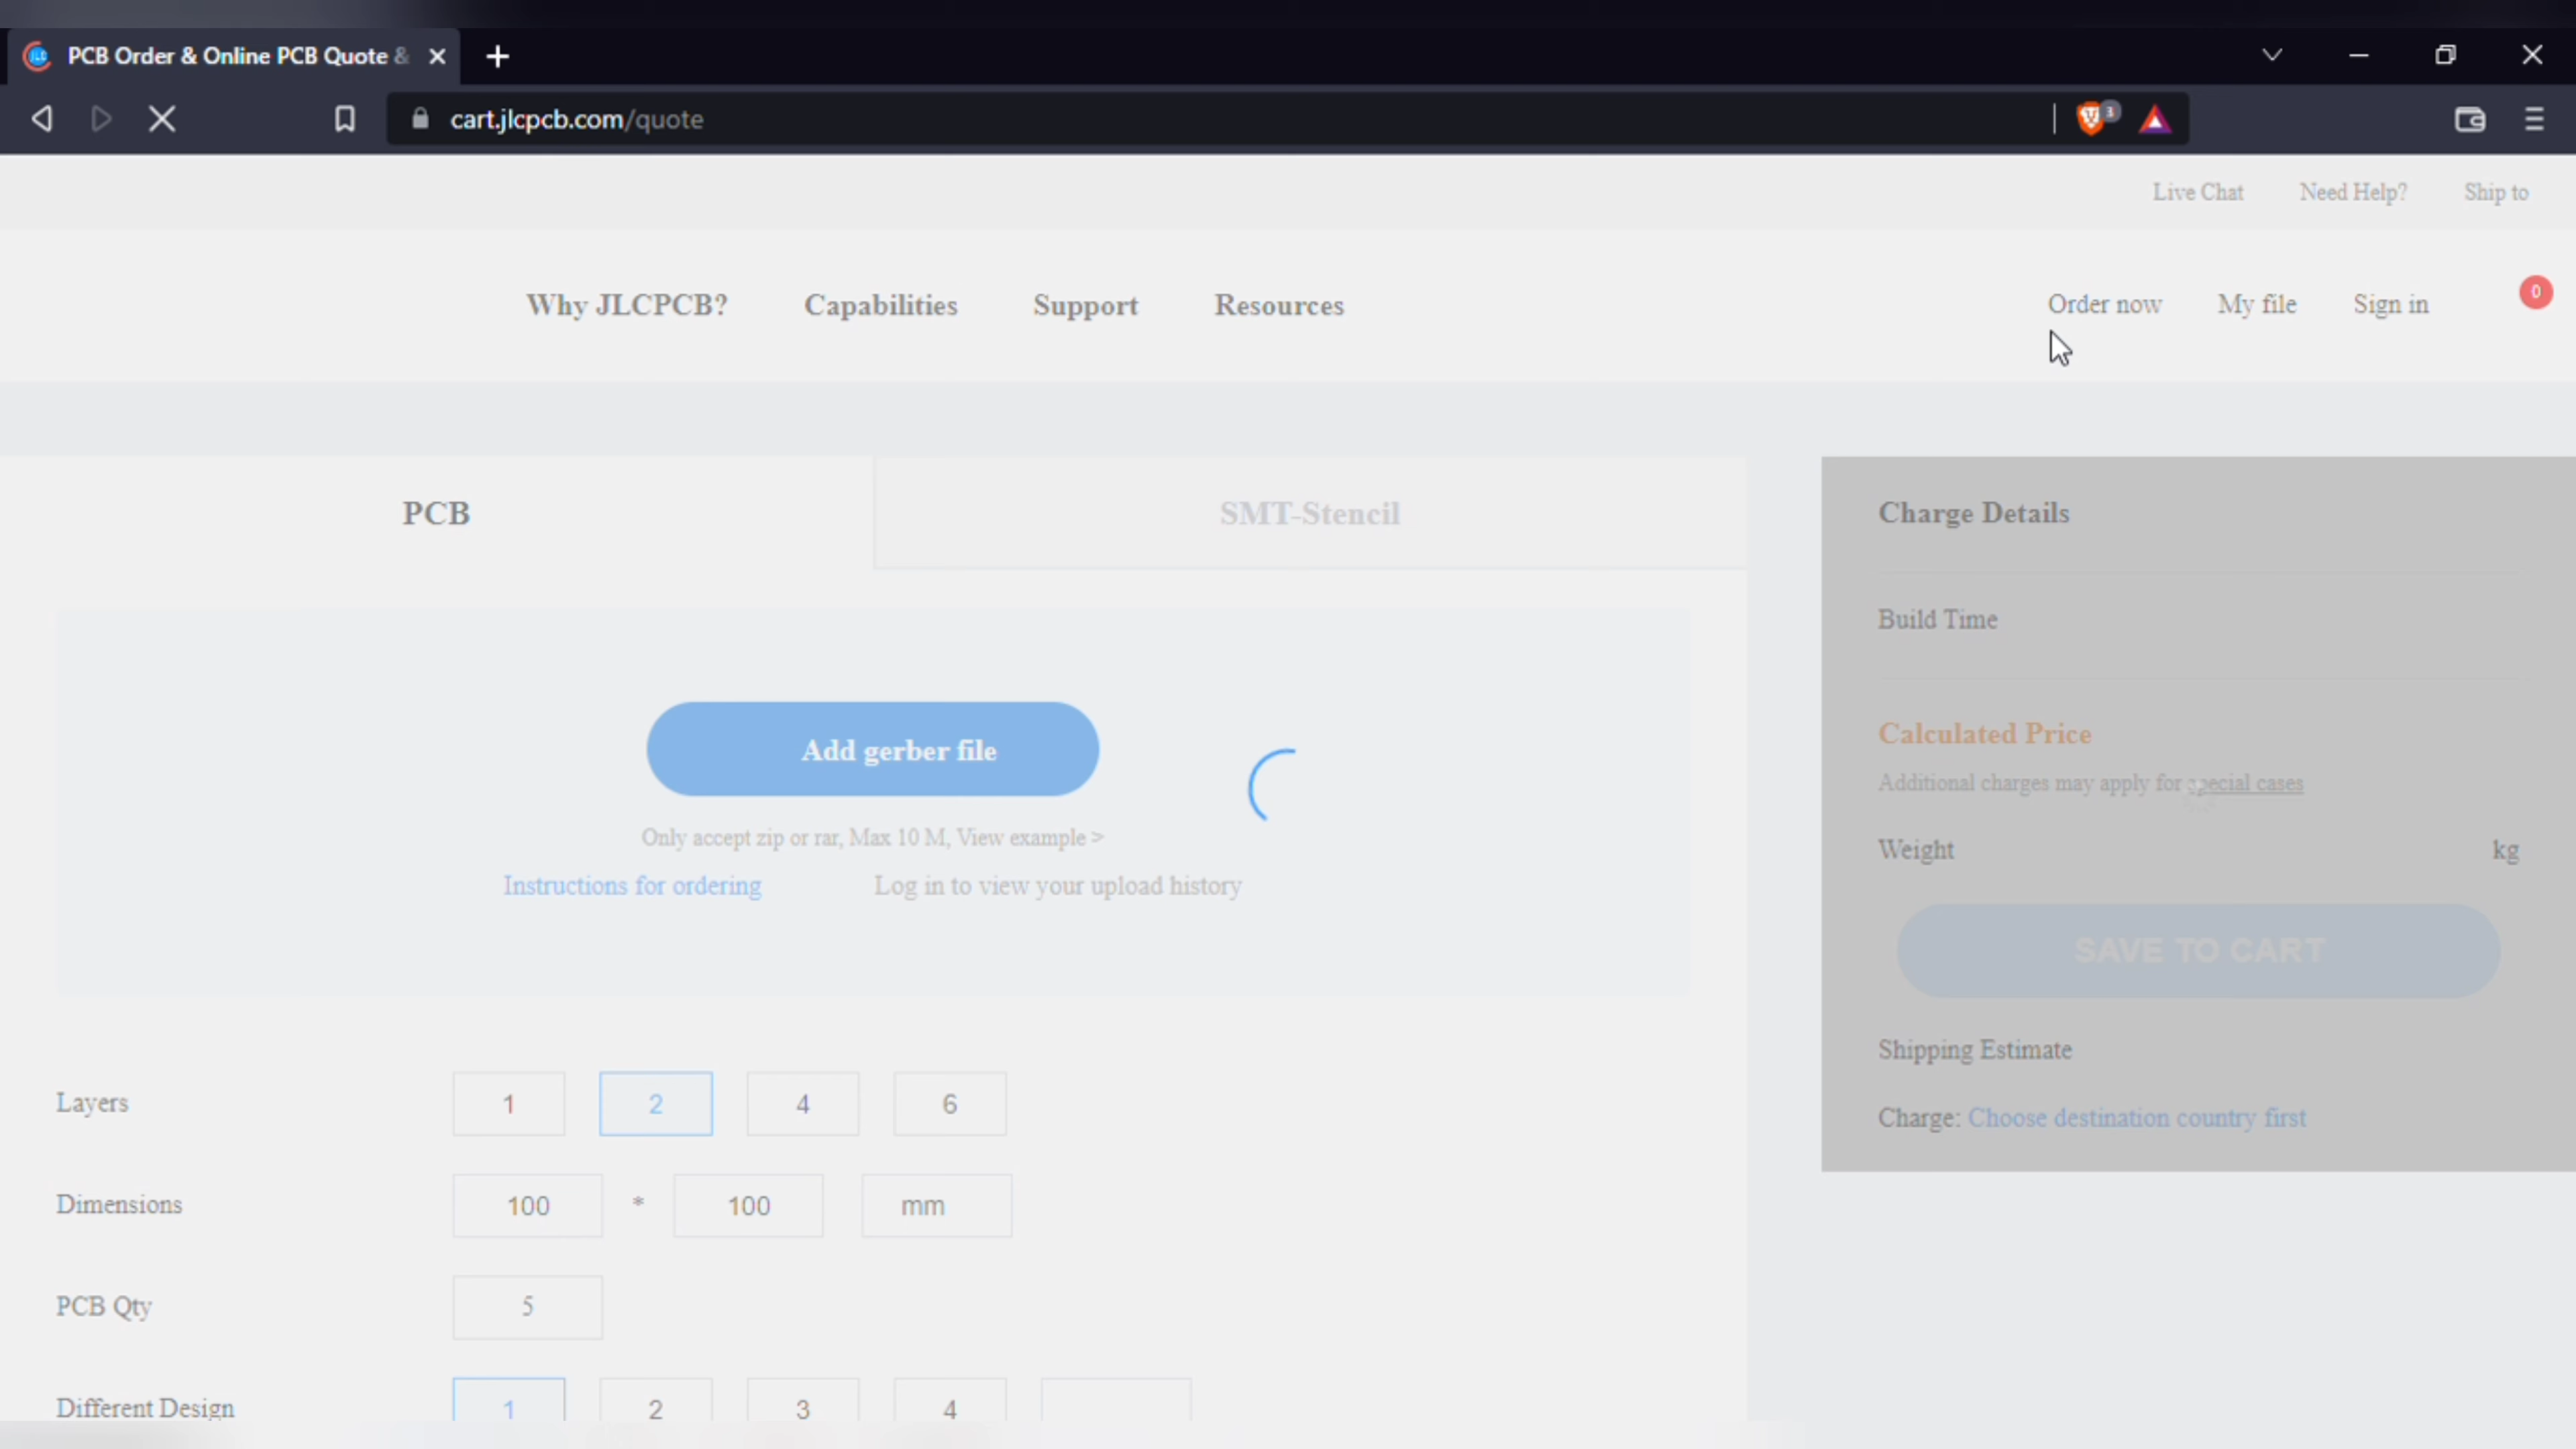 PCB Order & Online PCB Quote &
cart.jlcpcb.com/quote
3
Live Chat Need Help? Ship to
Why JLCPCB? Capabilities Support Resources Order now My file Sign in 0
PCB SMT-Stencil
Add gerber file
Only accept zip or rar, Max 10 M, View example >
Instructions for ordering Log in to view your upload history
Layers 1 2 4 6
Dimensions 100 * 100 mm
PCB Qty 5
Different Design 1 2 3 4
Charge Details
Build Time
Calculated Price
Additional charges may apply for special cases
Weight kg
SAVE TO CART
Shipping Estimate
Charge: Choose destination country first